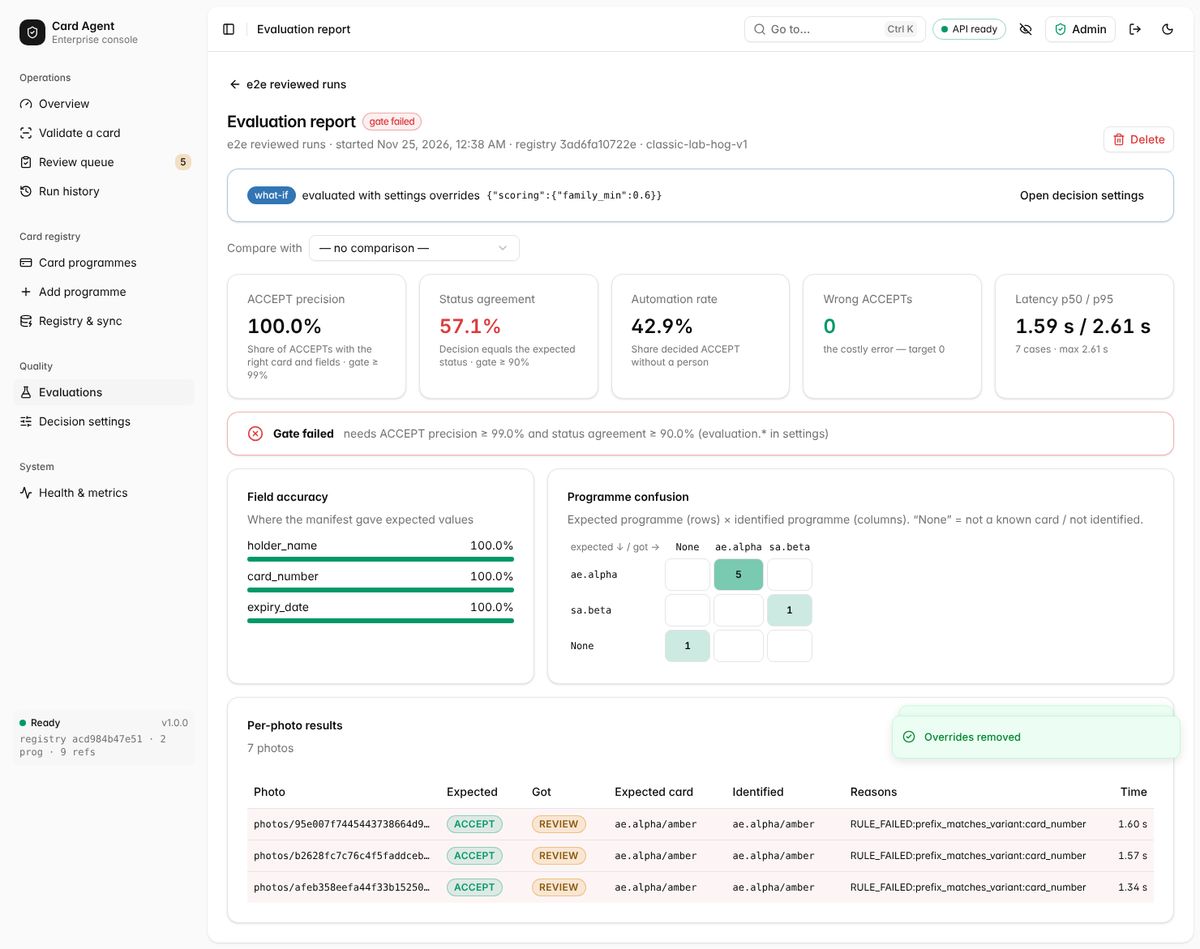 Card Agent
Enterprise console
Operations
Overview
Validate a card
Review queue 5
Run history
Card registry
Card programmes
Add programme
Registry & sync
Quality
Evaluations
Decision settings
System
Health & metrics
Ready v1.0.0
registry acd984b47e51 · 2
prog · 9 refs
Evaluation report
Go to... Ctrl K
API ready
Admin
e2e reviewed runs
Evaluation report gate failed
e2e reviewed runs · started Nov 25, 2026, 12:38 AM · registry 3ad6fa10722e · classic-lab-hog-v1
Delete
what-if evaluated with settings overrides {"scoring":{"family_min":0.6}}
Open decision settings
Compare with — no comparison —
ACCEPT precision
100.0%
Share of ACCEPTs with the
right card and fields · gate ≥
99%
Status agreement
57.1%
Decision equals the expected
status · gate ≥ 90%
Automation rate
42.9%
Share decided ACCEPT
without a person
Wrong ACCEPTs
0
the costly error — target 0
Latency p50 / p95
1.59 s / 2.61 s
7 cases · max 2.61 s
Gate failed needs ACCEPT precision ≥ 99.0% and status agreement ≥ 90.0% (evaluation.* in settings)
Field accuracy
Where the manifest gave expected values
holder_name 100.0%
card_number 100.0%
expiry_date 100.0%
Programme confusion
Expected programme (rows) × identified programme (columns). “None” = not a known card / not identified.
expected ↓ / got → None ae.alpha sa.beta
ae.alpha 5
sa.beta 1
None 1
Per-photo results
7 photos
Overrides removed
Photo Expected Got Expected card Identified Reasons Time
photos/95e007f7445443738664d9… ACCEPT REVIEW ae.alpha/amber ae.alpha/amber RULE_FAILED:prefix_matches_variant:card_number 1.60 s
photos/b2628fc7c76c4f5faddceb… ACCEPT REVIEW ae.alpha/amber ae.alpha/amber RULE_FAILED:prefix_matches_variant:card_number 1.57 s
photos/afeb358eefa44f33b15250… ACCEPT REVIEW ae.alpha/amber ae.alpha/amber RULE_FAILED:prefix_matches_variant:card_number 1.34 s